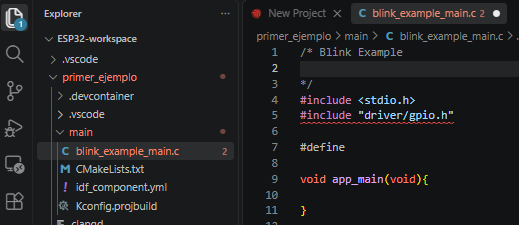 Explorer
ESP32-workspace
.vscode
primer_ejemplo
.devcontainer
.vscode
main
C blink_example_main.c 2
M CMakeLists.txt
! idf_component.yml
Kconfig.projbuild
.clangd
1
New Project
C blink_example_main.c 2
primer_ejemplo > main > C blink_example_main.c > ...
1 /* Blink Example
2
3 */
4 #include <stdio.h>
5 #include "driver/gpio.h"
6
7 #define
8
9 void app_main(void){
10
11 }
12